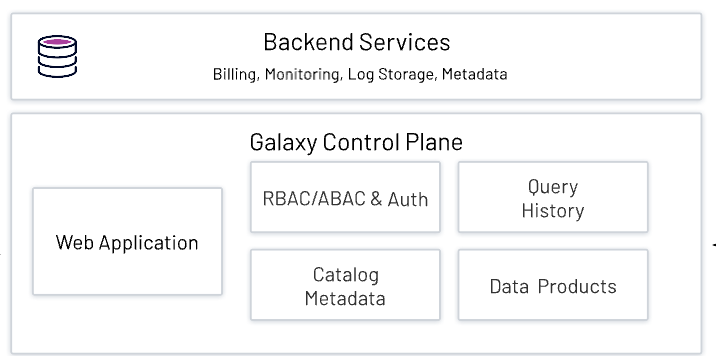 Backend Services
Billing, Monitoring, Log Storage, Metadata
Galaxy Control Plane
Web Application
RBAC/ABAC & Auth
Query
History
Catalog
Metadata
Data Products